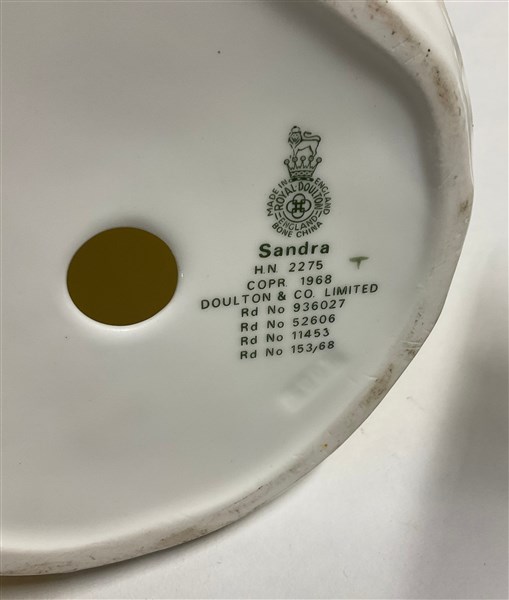 MADE IN ENGLAND
ROYAL DOULTON
ENGLAND
BONE CHINA
Sandra
H.N. 2275
COPR. 1968
DOULTON & CO. LIMITED
Rd No 936027
Rd No 52606
Rd No 11453
Rd No 153/68